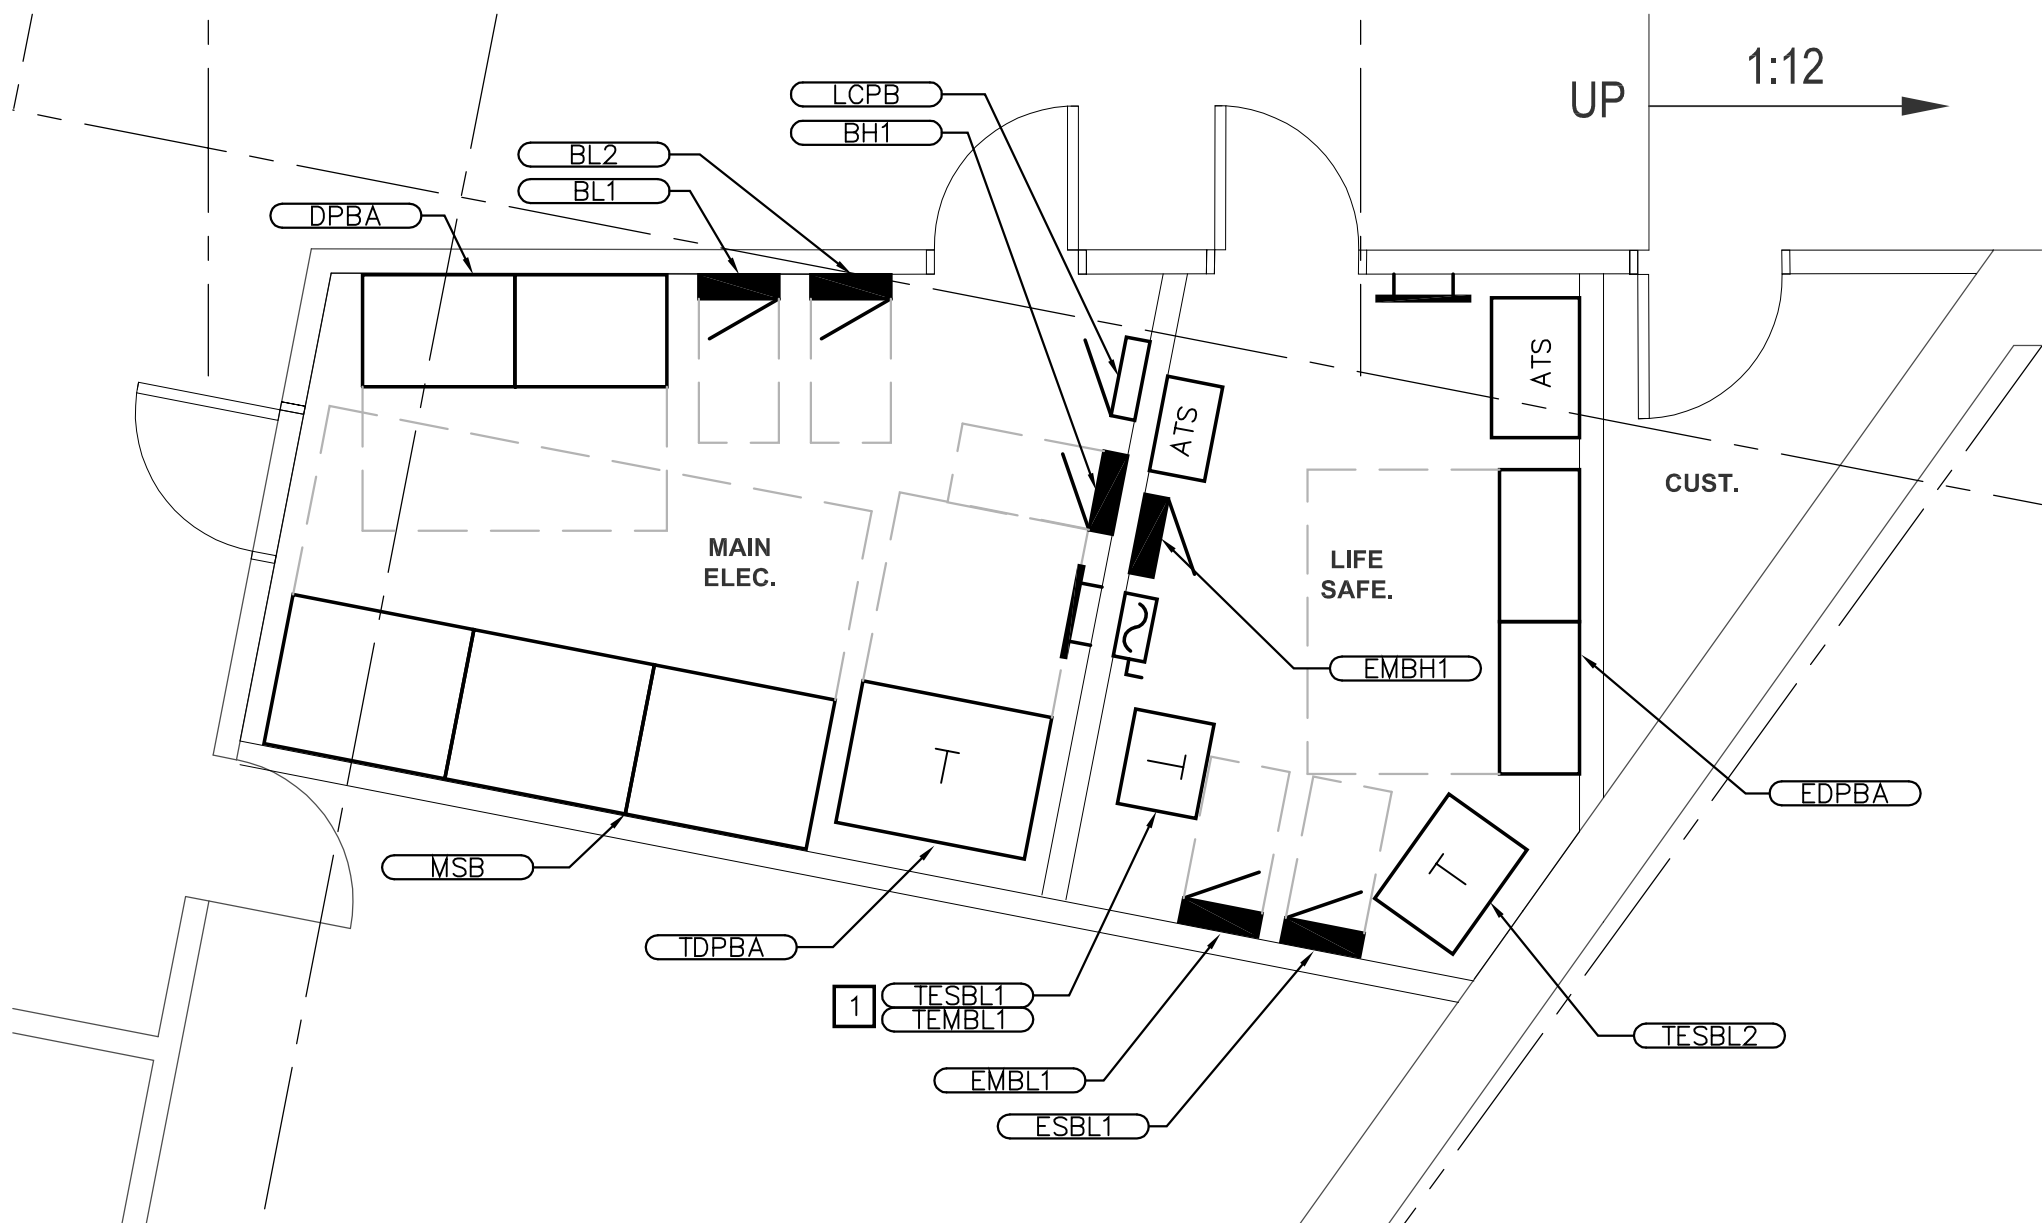 1:12
UP
LCPB
BH1
BL2
BL1
DPBA
ATS
ATS
CUST.
MAIN
ELEC.
LIFE
SAFE.
EMBH1
EDPBA
MSB
TDPBA
T
T
T
1
TESBL1
TEMBL1
TESBL2
EMBL1
ESBL1